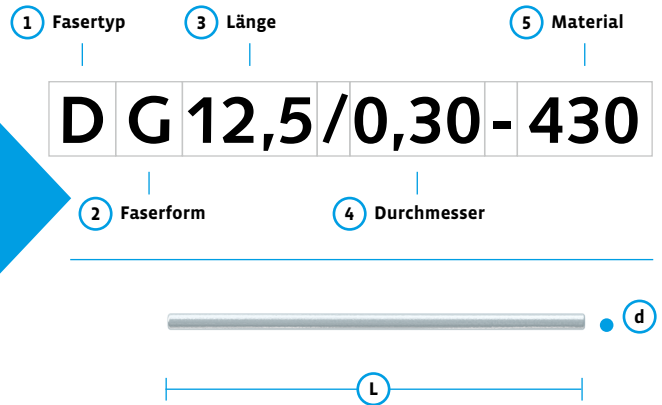 1 Fasertyp 3 Länge 5 Material
D G 12,5 / 0,30 - 430
2 Faserform 4 Durchmesser
d
L